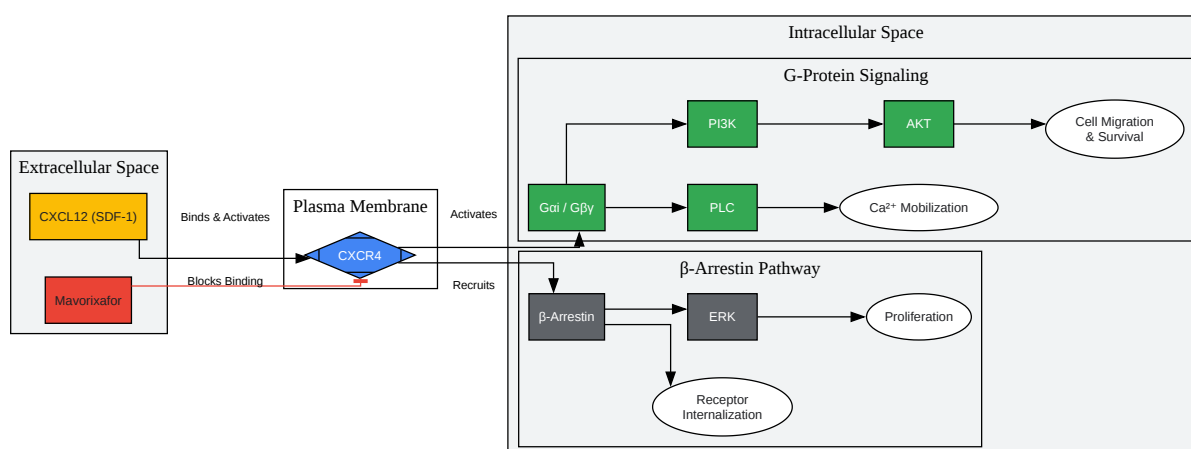 Intracellular Space
G-Protein Signaling
PI3K
AKT
Cell Migration
& Survival
Extracellular Space
CXCL12 (SDF-1)
Binds & Activates
Plasma Membrane
Activates
Gαi / Gβγ
PLC
Ca²⁺ Mobilization
CXCR4
Mavorixafor
Blocks Binding
Recruits
β-Arrestin Pathway
β-Arrestin
ERK
Proliferation
Receptor
Internalization